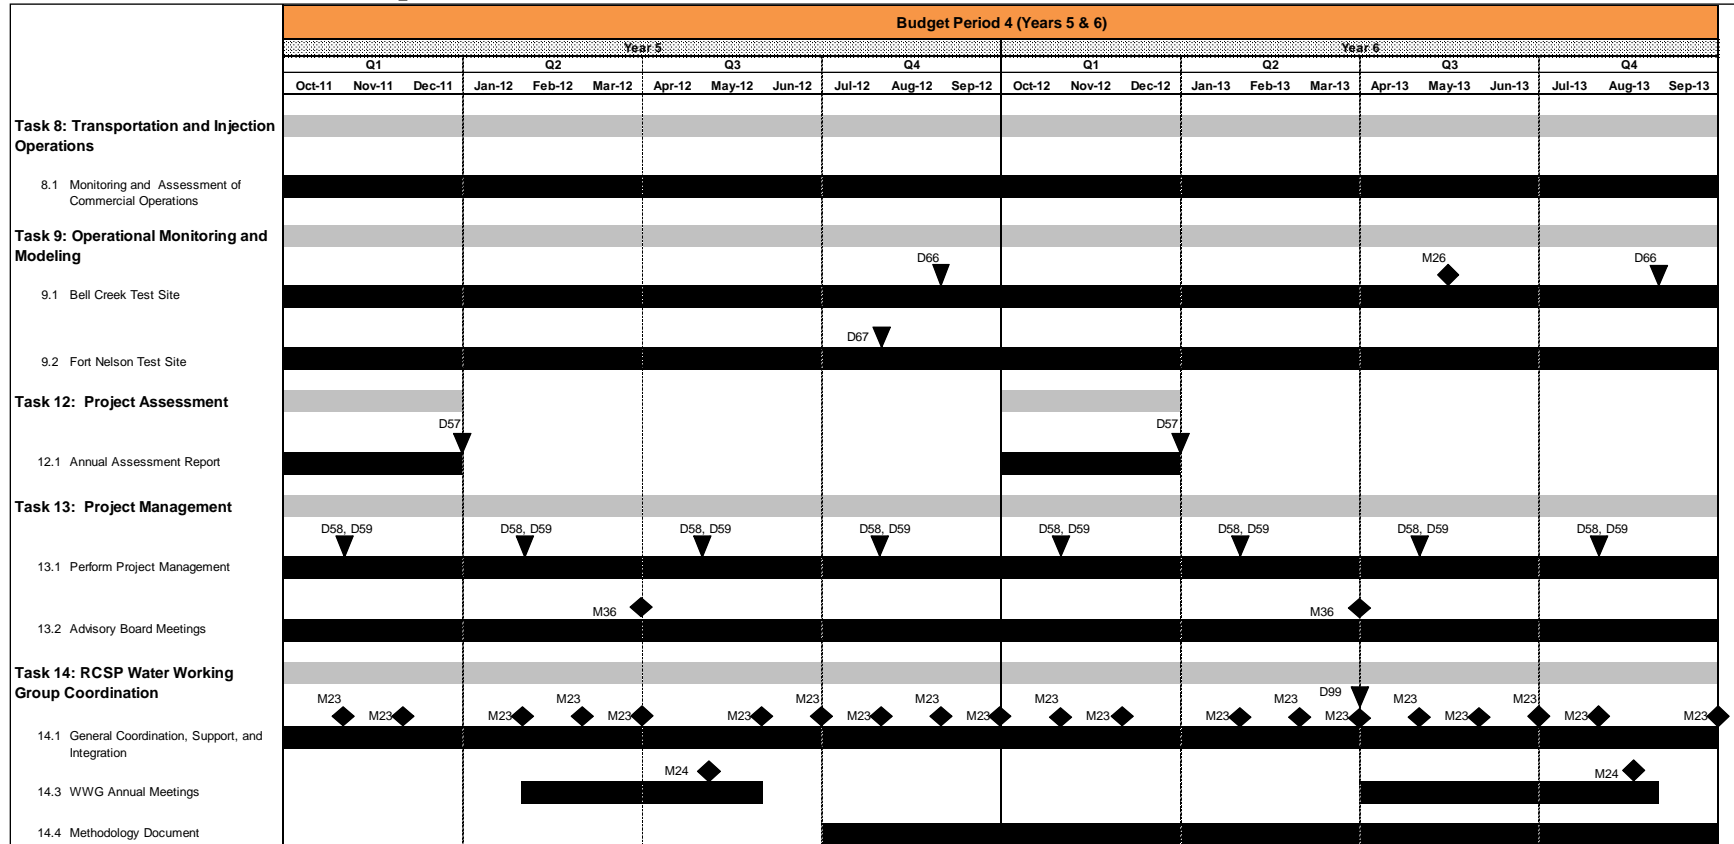 Budget Period 4 (Years 5 & 6)
Year 5 Year 6
Q1 Q2 Q3 Q4 Q1 Q2 Q3 Q4
Oct-11 Nov-11 Dec-11 Jan-12 Feb-12 Mar-12 Apr-12 May-12 Jun-12 Jul-12 Aug-12 Sep-12 Oct-12 Nov-12 Dec-12 Jan-13 Feb-13 Mar-13 Apr-13 May-13 Jun-13 Jul-13 Aug-13 Sep-13
Task 8: Transportation and Injection
Operations
8.1 Monitoring and Assessment of
Commercial Operations
Task 9: Operational Monitoring and
Modeling
D66 M26 D66
9.1 Bell Creek Test Site
D67
9.2 Fort Nelson Test Site
Task 12: Project Assessment
D57 D57
12.1 Annual Assessment Report
Task 13: Project Management
D58, D59 D58, D59 D58, D59 D58, D59 D58, D59 D58, D59 D58, D59 D58, D59
13.1 Perform Project Management
M36 M36
13.2 Advisory Board Meetings
Task 14: RCSP Water Working
Group Coordination
D99
M23 M23 M23 M23 M23 M23 M23 M23
M23 M23 M23 M23 M23 M23 M23 M23 M23 M23 M23 M23
14.1 General Coordination, Support, and
Integration
M24 M24
14.3 WWG Annual Meetings
14.4 Methodology Document